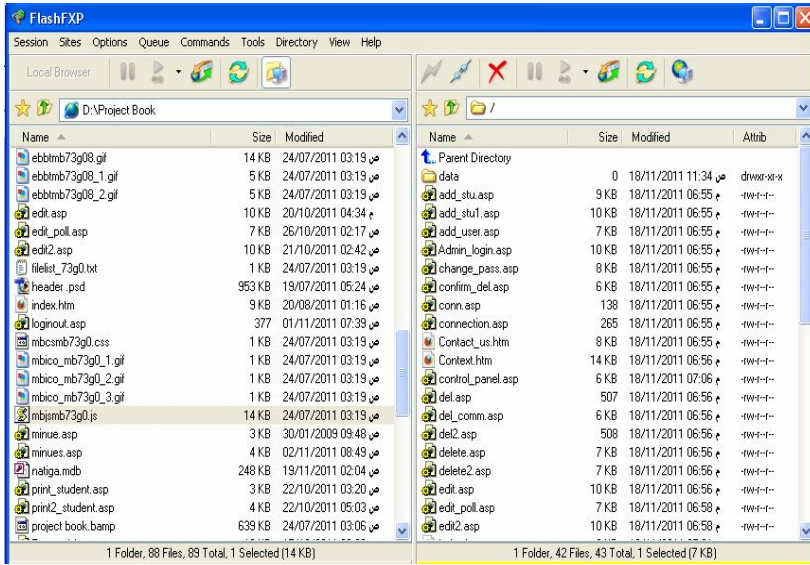 FlashFXP
Session Sites Options Queue Commands Tools Directory View Help
Local Browser
D:\Project Book
Name Size Modified
ebbtmb73g08.gif 14 KB 24/07/2011 03:19 ص
ebbtmb73g08_1.gif 5 KB 24/07/2011 03:19 ص
ebbtmb73g08_2.gif 5 KB 24/07/2011 03:19 ص
edit.asp 10 KB 20/10/2011 04:34 م
edit_poll.asp 7 KB 26/10/2011 02:17 ص
edit2.asp 10 KB 21/10/2011 02:42 ص
filelist_73g0.txt 1 KB 24/07/2011 03:19 ص
header .psd 953 KB 19/07/2011 05:24 ص
index.htm 9 KB 20/08/2011 01:16 ص
loginout.asp 377 01/11/2011 07:39 ص
mbcsmb73g0.css 1 KB 24/07/2011 03:19 ص
mbico_mb73g0_1.gif 1 KB 24/07/2011 03:19 ص
mbico_mb73g0_2.gif 1 KB 24/07/2011 03:19 ص
mbico_mb73g0_3.gif 1 KB 24/07/2011 03:19 ص
mbjsmb73g0.js 14 KB 24/07/2011 03:19 ص
minue.asp 3 KB 30/01/2009 09:48 ص
minues.asp 4 KB 02/11/2011 08:49 ص
natiga.mdb 248 KB 19/11/2011 02:04 ص
print_student.asp 3 KB 22/10/2011 03:20 ص
print2_student.asp 4 KB 22/10/2011 05:03 ص
project book.bamp 639 KB 24/07/2011 03:06 ص
1 Folder, 88 Files, 89 Total, 1 Selected (14 KB)
/
Name Size Modified Attrib
Parent Directory
data 0 18/11/2011 11:34 ص drwxr-xr-x
add_stu.asp 9 KB 18/11/2011 06:55 م -rw-r--r--
add_stu1.asp 10 KB 18/11/2011 06:55 م -rw-r--r--
add_user.asp 7 KB 18/11/2011 06:55 م -rw-r--r--
Admin_login.asp 10 KB 18/11/2011 06:55 م -rw-r--r--
change_pass.asp 8 KB 18/11/2011 06:55 م -rw-r--r--
confirm_del.asp 6 KB 18/11/2011 06:55 م -rw-r--r--
conn.asp 138 18/11/2011 06:55 م -rw-r--r--
connection.asp 265 18/11/2011 06:55 م -rw-r--r--
Contact_us.htm 8 KB 18/11/2011 06:55 م -rw-r--r--
Context.htm 14 KB 18/11/2011 06:56 م -rw-r--r--
control_panel.asp 6 KB 18/11/2011 07:06 م -rw-r--r--
del.asp 507 18/11/2011 06:56 م -rw-r--r--
del_comm.asp 6 KB 18/11/2011 06:56 م -rw-r--r--
del2.asp 508 18/11/2011 06:56 م -rw-r--r--
delete.asp 7 KB 18/11/2011 06:56 م -rw-r--r--
delete2.asp 7 KB 18/11/2011 06:56 م -rw-r--r--
edit.asp 10 KB 18/11/2011 06:56 م -rw-r--r--
edit_poll.asp 7 KB 18/11/2011 06:58 م -rw-r--r--
edit2.asp 10 KB 18/11/2011 06:58 م -rw-r--r--
1 Folder, 42 Files, 43 Total, 1 Selected (7 KB)